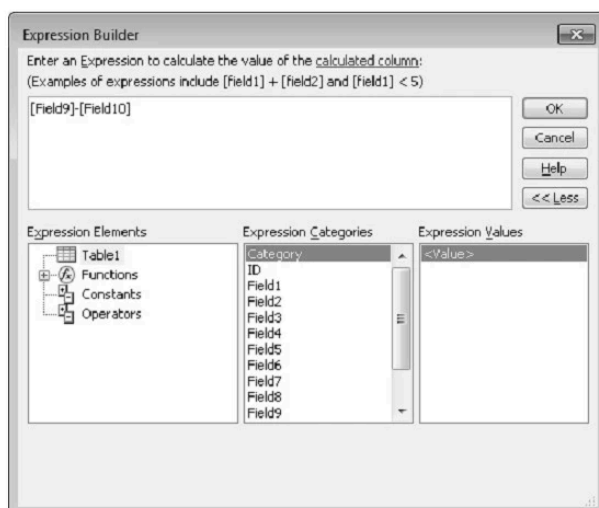 Expression Builder
Enter an Expression to calculate the value of the calculated column:
(Examples of expressions include [field1] + [field2] and [field1] < 5)
[Field9]-[Field10]
OK
Cancel
Help
<< Less
Expression Elements
Table1
Functions
Constants
Operators
Expression Categories
Category
ID
Field1
Field2
Field3
Field4
Field5
Field6
Field7
Field8
Field9
Expression Values
<Value>